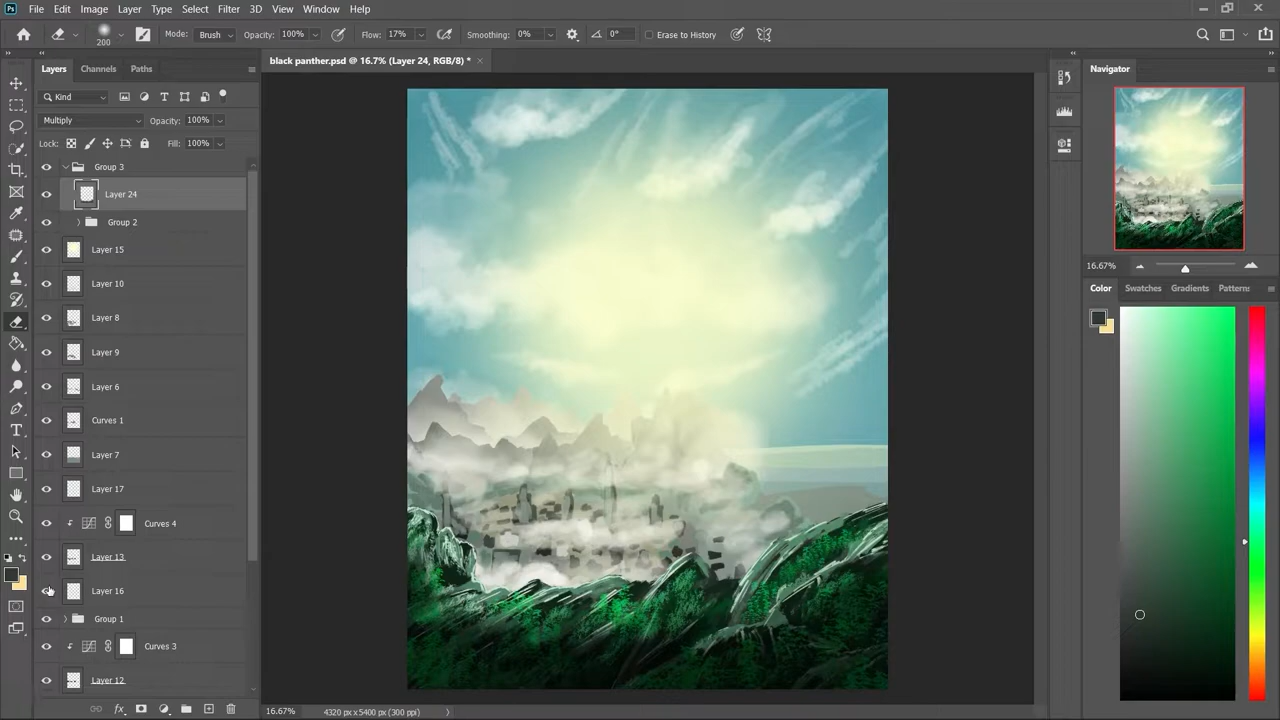 Ps File Edit Image Layer Type Select Filter 3D View Window Help
200 Mode: Brush Opacity: 100% Flow: 17% Smoothing: 0% 0° Erase to History
Layers Channels Paths
black panther.psd @ 16.7% (Layer 24, RGB/8) *
Navigator
Kind
Multiply Opacity: 100%
Lock: Fill: 100%
Group 3
Layer 24
Group 2
Layer 15
16.67%
Layer 10
Color Swatches Gradients Patterns
Layer 8
Layer 9
Layer 6
Curves 1
Layer 7
Layer 17
Curves 4
Layer 13
Layer 16
Group 1
Curves 3
Layer 12
fx
16.67% 4320 px x 5400 px (300 ppi)